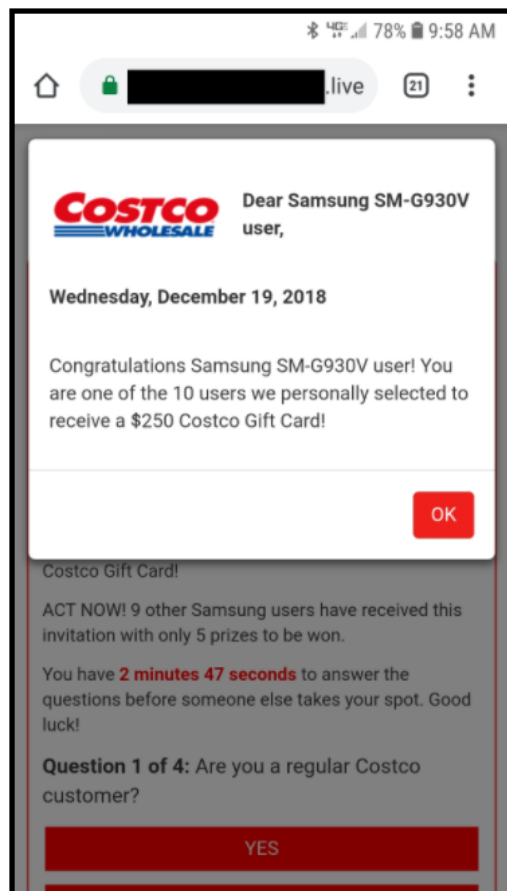 4GE 78% 9:58 AM
.live 21
COSTCO
WHOLESALE
Dear Samsung SM-G930V
user,
Wednesday, December 19, 2018
Congratulations Samsung SM-G930V user! You
are one of the 10 users we personally selected to
receive a $250 Costco Gift Card!
OK
Costco Gift Card!
ACT NOW! 9 other Samsung users have received this
invitation with only 5 prizes to be won.
You have 2 minutes 47 seconds to answer the
questions before someone else takes your spot. Good
luck!
Question 1 of 4: Are you a regular Costco
customer?
YES